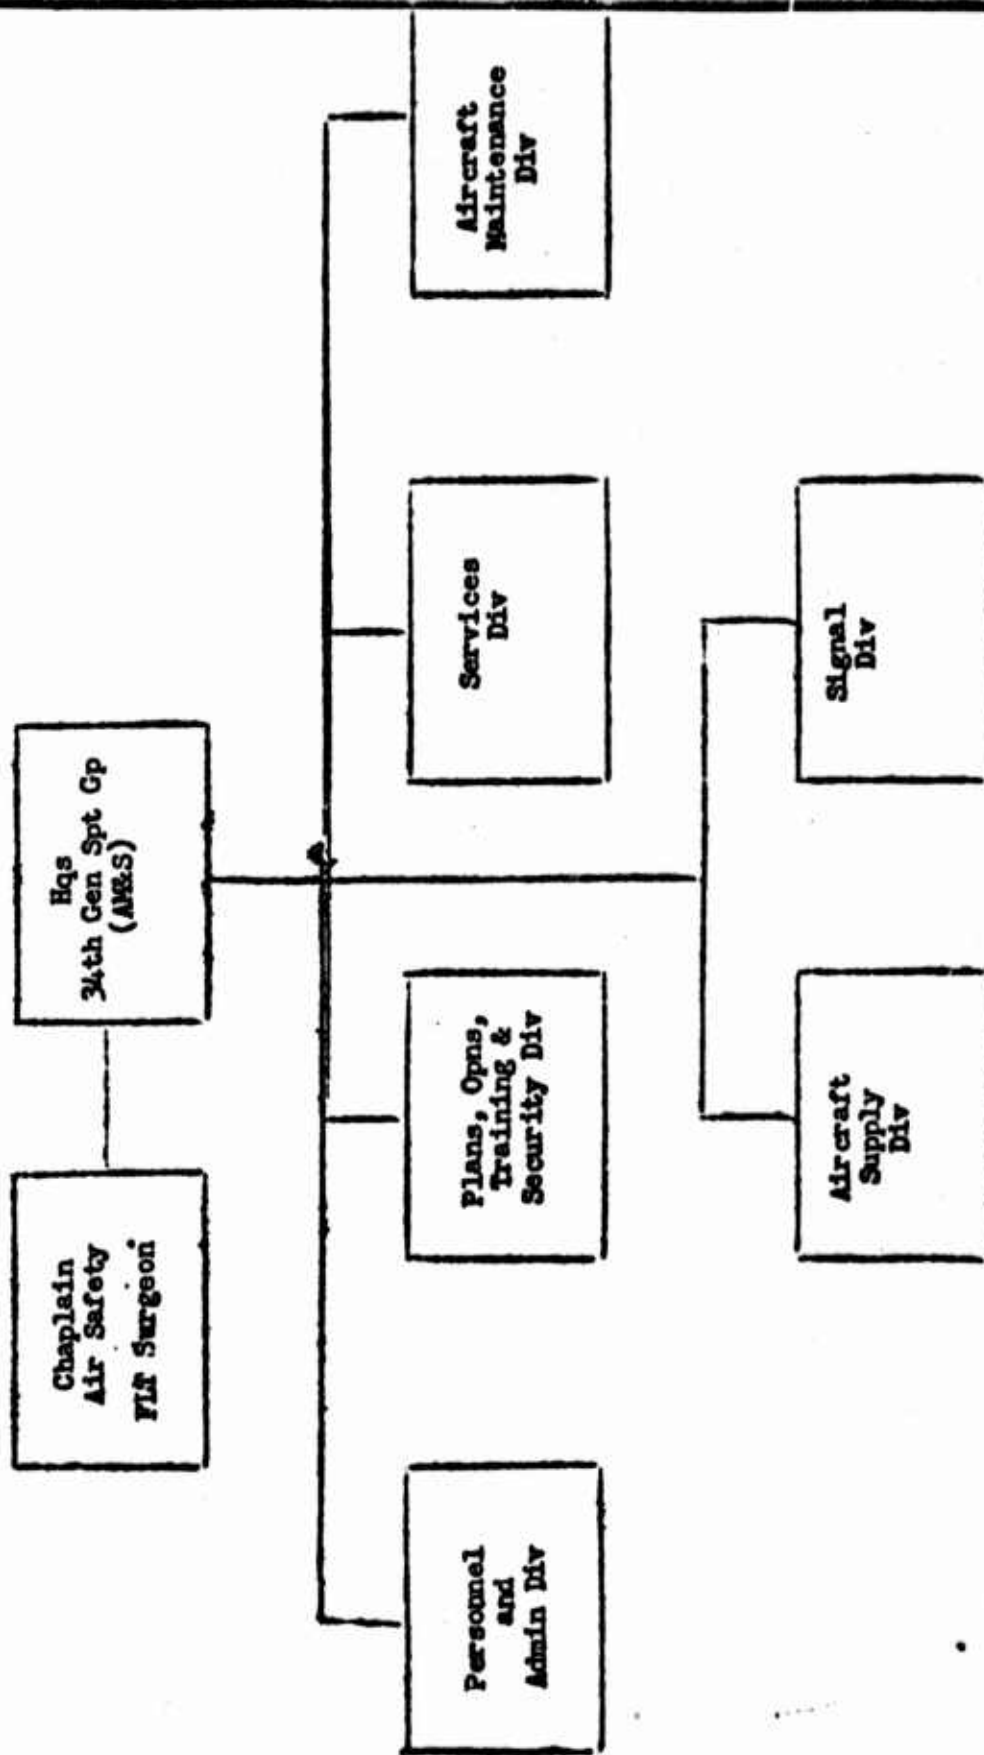 Hqs
34th Gen Spt Gp
(AM&S)
Chaplain
Air Safety
FLT Surgeon
Personnel
and
Admin Div
Plans, Opns,
Training &
Security Div
Services
Div
Aircraft
Maintenance
Div
Aircraft
Supply
Div
Signal
Div